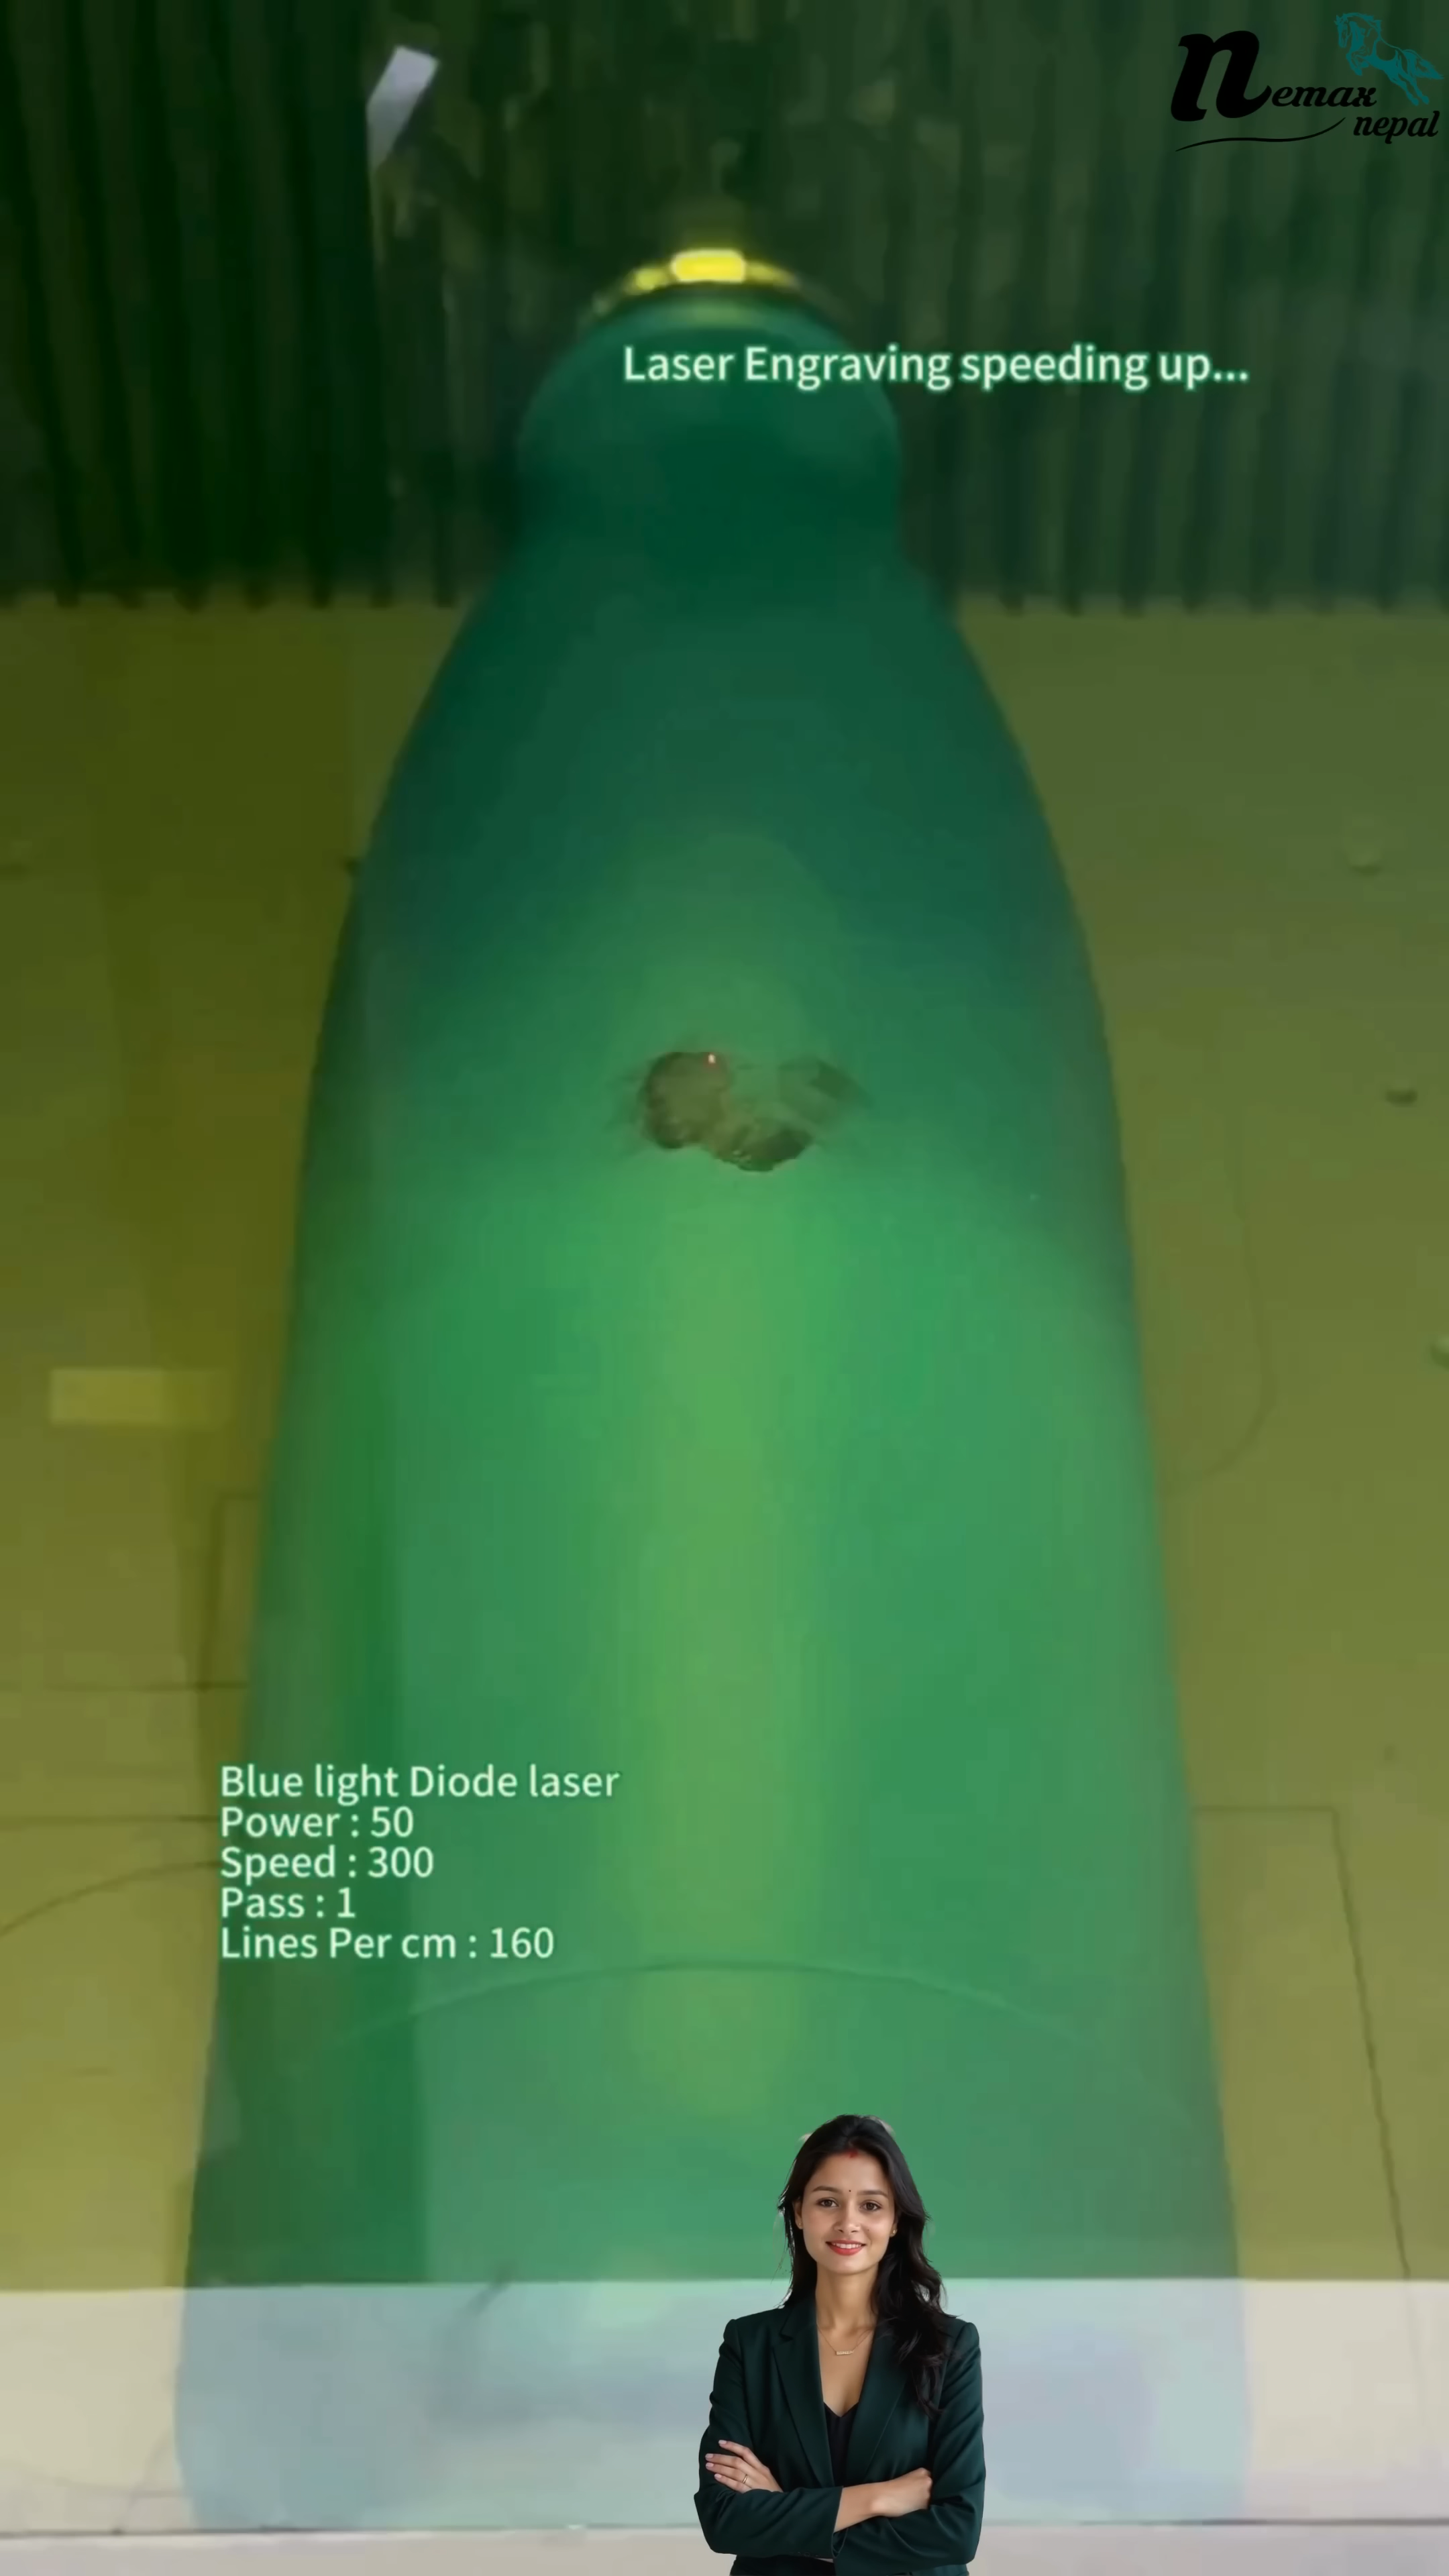 nemax
nepal
Laser Engraving speeding up...
Blue light Diode laser
Power : 50
Speed : 300
Pass : 1
Lines Per cm : 160